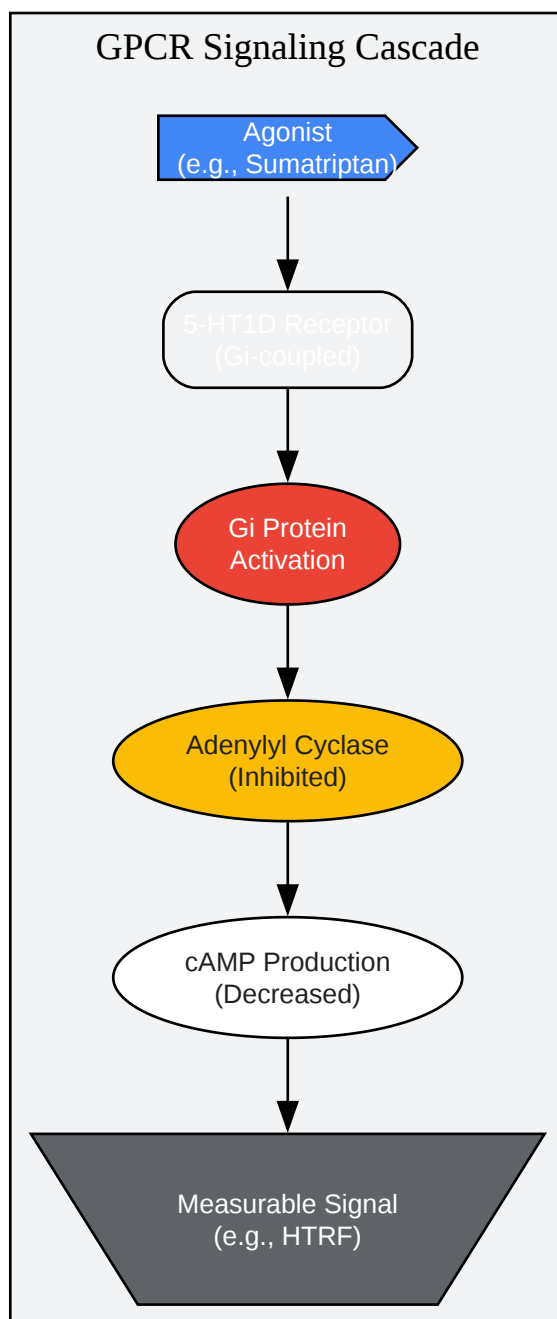 GPCR Signaling Cascade
Agonist
(e.g., Sumatriptan)
5-HT1D Receptor
(Gi-coupled)
Gi Protein
Activation
Adenylyl Cyclase
(Inhibited)
cAMP Production
(Decreased)
Measurable Signal
(e.g., HTRF)